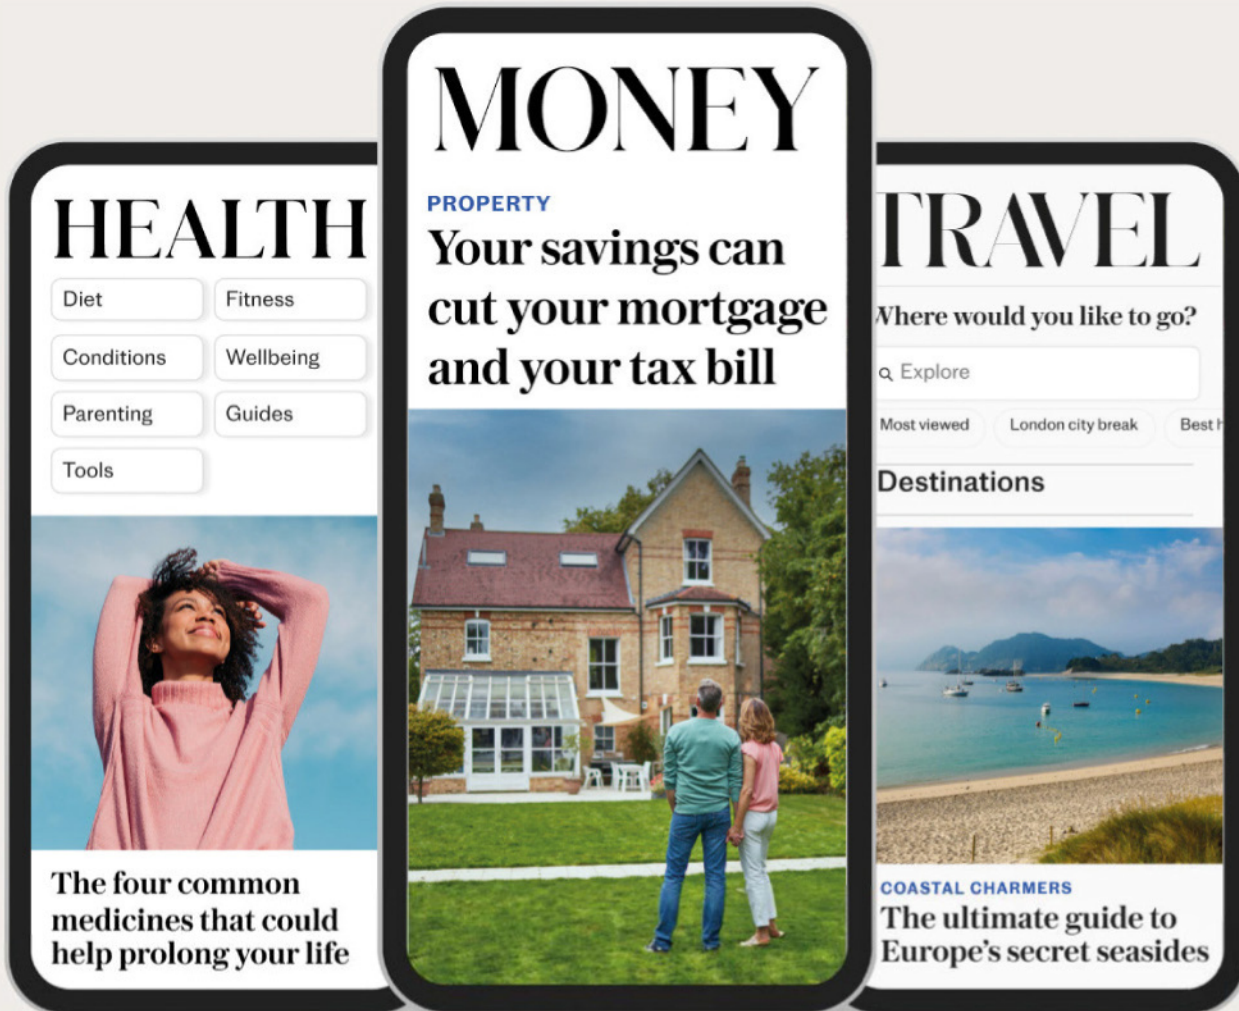 HEALTH
Diet
Fitness
Conditions
Wellbeing
Parenting
Guides
Tools
The four common
medicines that could
help prolong your life
MONEY
PROPERTY
Your savings can
cut your mortgage
and your tax bill
TRAVEL
Where would you like to go?
Explore
Most viewed
London city break
Best h
Destinations
COASTAL CHARMERS
The ultimate guide to
Europe's secret seasides